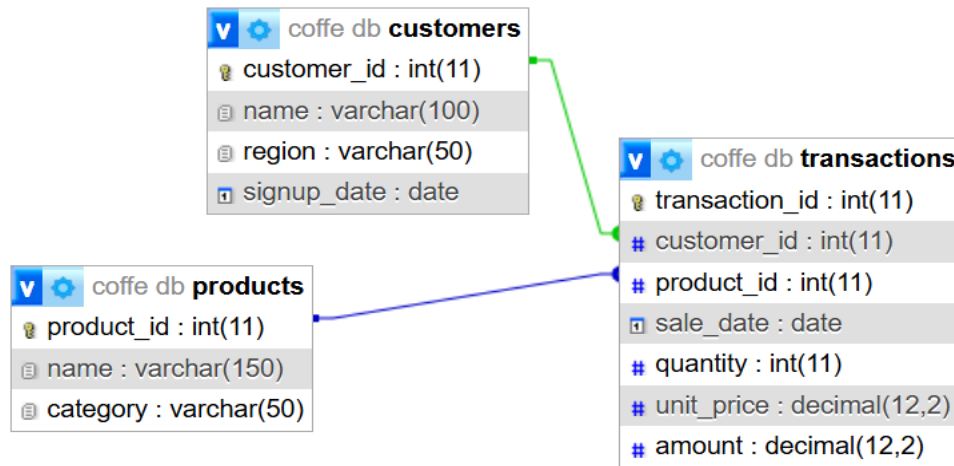 v coffe db customers
customer_id : int(11)
name : varchar(100)
region : varchar(50)
signup_date : date
v coffe db transactions
transaction_id : int(11)
# customer_id : int(11)
# product_id : int(11)
sale_date : date
# quantity : int(11)
# unit_price : decimal(12,2)
# amount : decimal(12,2)
v coffe db products
product_id : int(11)
name : varchar(150)
category : varchar(50)